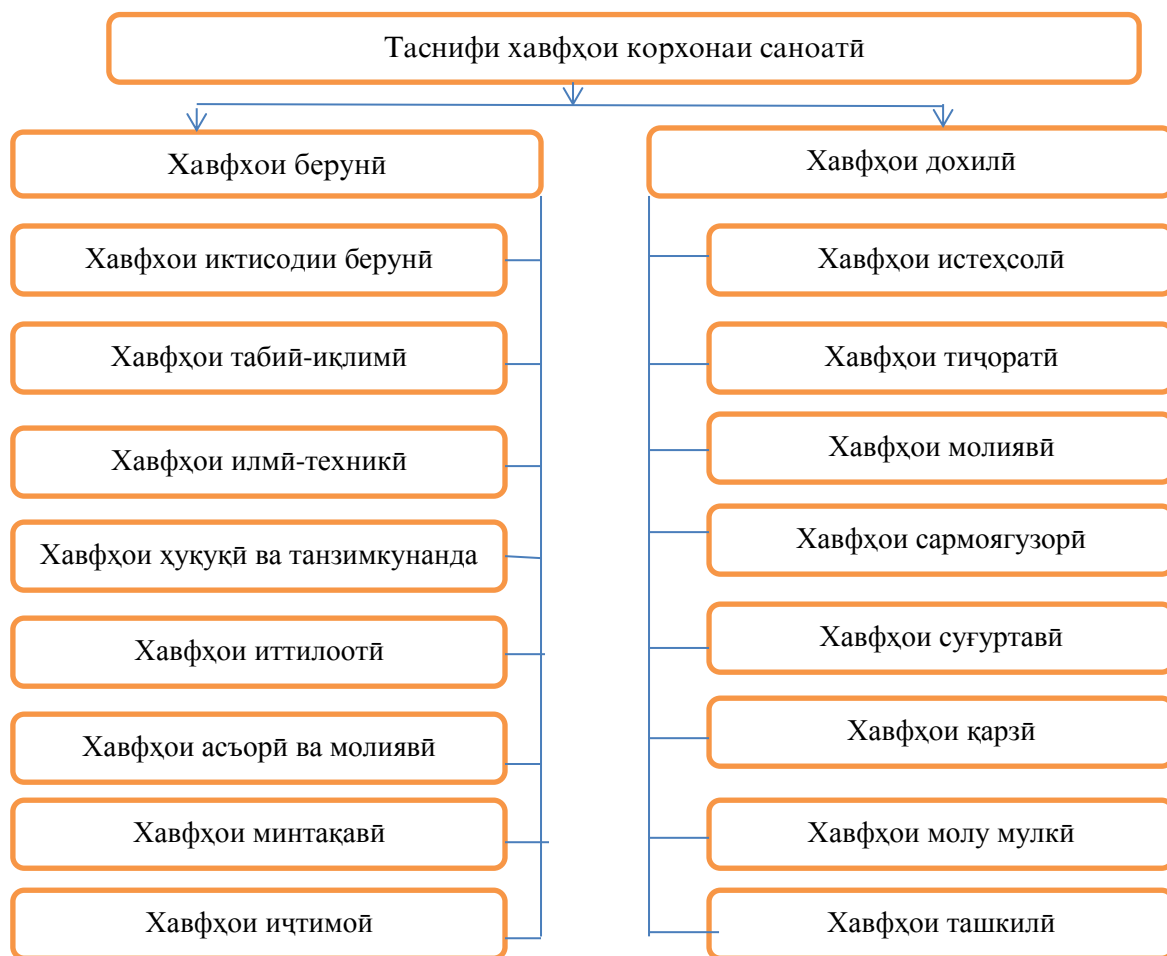 Таснифи хавфҳои корхонаи саноатӣ
Хавфхои берунӣ
Хавфхои иктисодии берунӣ
Хавфҳои табиӣ-иқлимӣ
Хавфҳои илмӣ-техникӣ
Хавфҳои ҳуқуқӣ ва танзимкунанда
Хавфҳои иттилоотӣ
Хавфҳои асъорӣ ва молиявӣ
Хавфҳои минтақавӣ
Хавфҳои иҷтимоӣ
Хавфҳои дохилӣ
Хавфҳои истеҳсолӣ
Хавфҳои тиҷоратӣ
Хавфҳои молиявӣ
Хавфҳои сармоягузорӣ
Хавфҳои суғуртавӣ
Хавфҳои қарзӣ
Хавфҳои молу мулкӣ
Хавфҳои ташкилӣ